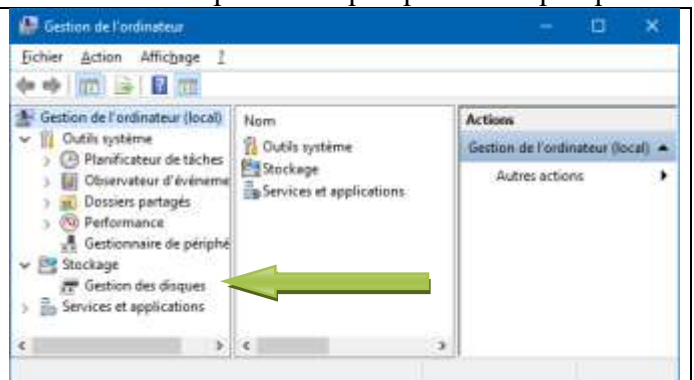 Gestion de l'ordinateur
Fichier Action Affichage ?
Gestion de l'ordinateur (local)
Outils système
Planificateur de tâches
Observateur d'événeme
Dossiers partagés
Performance
Gestionnaire de périphé
Stockage
Gestion des disques
Services et applications
Nom
Outils système
Stockage
Services et applications
Actions
Gestion de l'ordinateur (local)
Autres actions